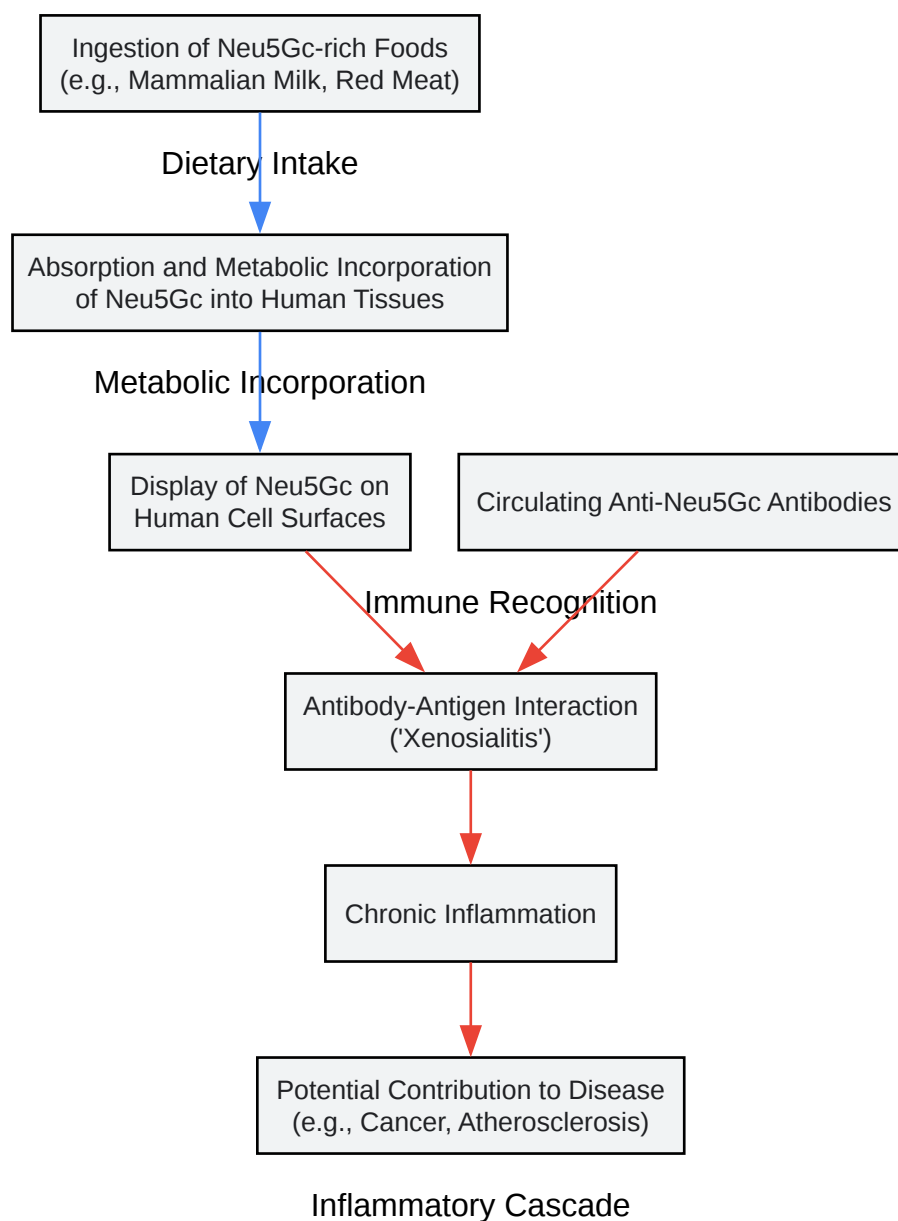 Ingestion of Neu5Gc-rich Foods
(e.g., Mammalian Milk, Red Meat)
Dietary Intake
Absorption and Metabolic Incorporation
of Neu5Gc into Human Tissues
Metabolic Incorporation
Display of Neu5Gc on
Human Cell Surfaces
Circulating Anti-Neu5Gc Antibodies
Immune Recognition
Antibody-Antigen Interaction
('Xenosialitis')
Chronic Inflammation
Potential Contribution to Disease
(e.g., Cancer, Atherosclerosis)
Inflammatory Cascade